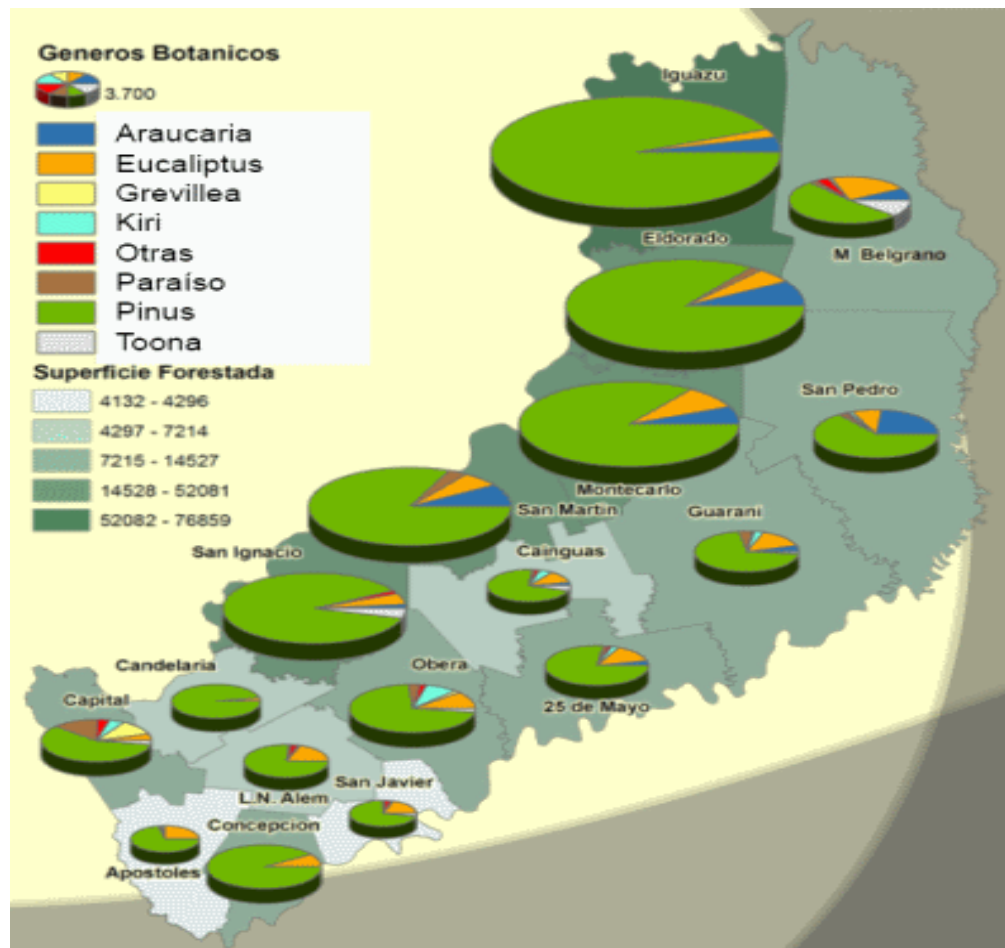 Generos Botanicos
3.700
Araucaria
Eucaliptus
Grevillea
Kiri
Otras
Paraíso
Pinus
Toona
Superficie Forestada
4132 - 4296
4297 - 7214
7215 - 14527
14528 - 52081
52082 - 76859
Iguazu
Eldorado
M Belgrano
San Pedro
Montecarlo
San Martin
Guarani
San Ignacio
Cainguas
Candelaria
Obera
Capital
25 de Mayo
San Javier
L.N. Alem
Concepcion
Apostoles